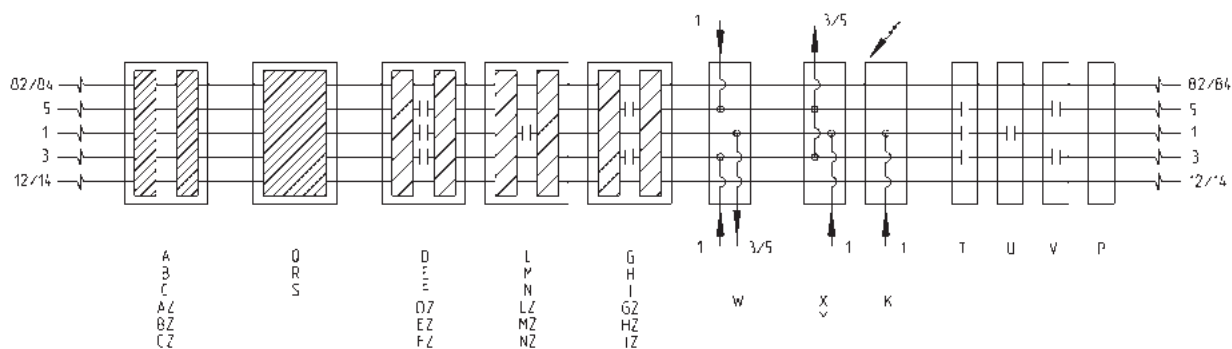 1
3/5
82/84
82/84
5
5
1
1
3
3
12/14
12/14
1
3/5
1
1
T
U
V
P
A
B
C
AZ
BZ
CZ
Q
R
S
D
E
DZ
EZ
FZ
L
M
N
LZ
MZ
NZ
G
H
I
GZ
HZ
IZ
W
X
K